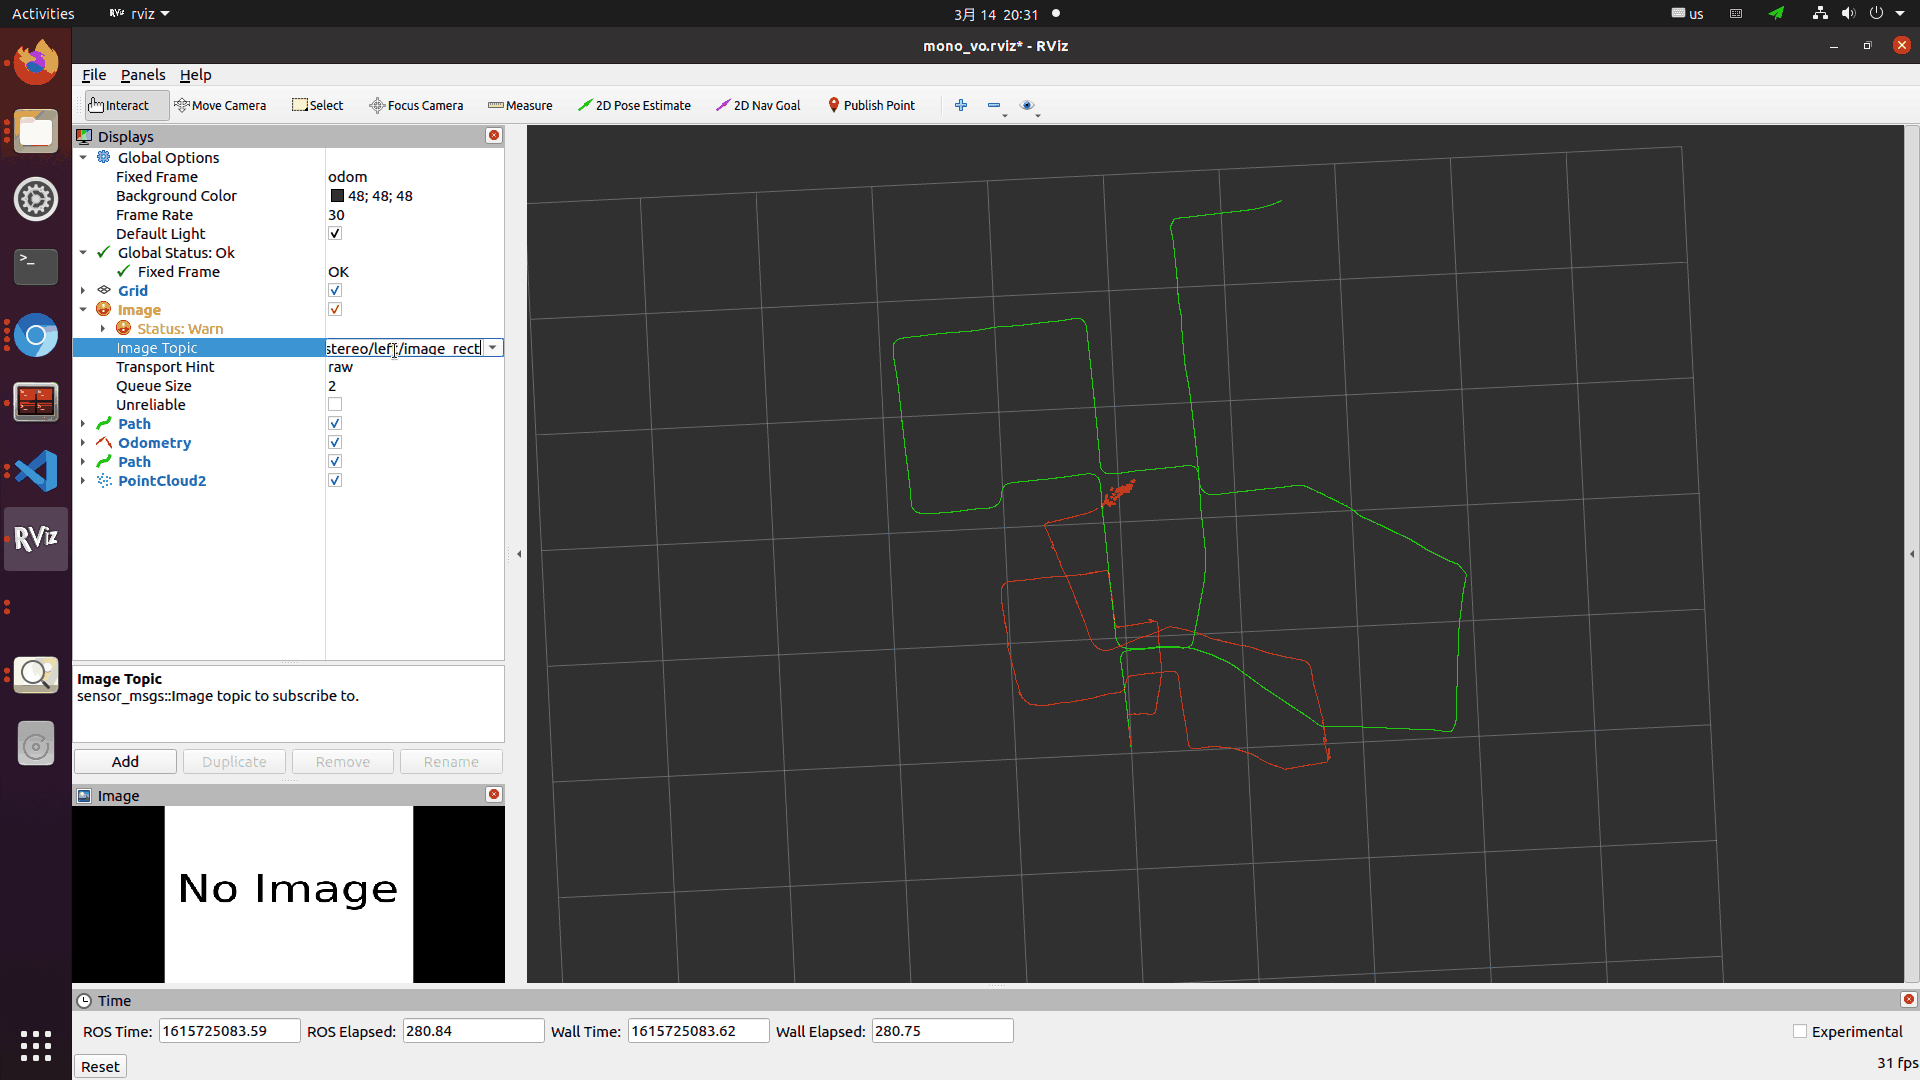 Activities
RViz rviz
3月 14 20:31
us
mono_vo.rviz* - RViz
File Panels Help
Interact Move Camera Select Focus Camera Measure 2D Pose Estimate 2D Nav Goal Publish Point
Displays
Global Options
Fixed Frame odom
Background Color 48; 48; 48
Frame Rate 30
Default Light
Global Status: Ok
Fixed Frame OK
Grid
Image
Status: Warn
Image Topic stereo/left/image_rect
Transport Hint raw
Queue Size 2
Unreliable
Path
Odometry
Path
PointCloud2
RViz
Image Topic
sensor_msgs::Image topic to subscribe to.
Add Duplicate Remove Rename
Image
No Image
Time
ROS Time: 1615725083.59 ROS Elapsed: 280.84 Wall Time: 1615725083.62 Wall Elapsed: 280.75 Experimental
Reset 31 fps